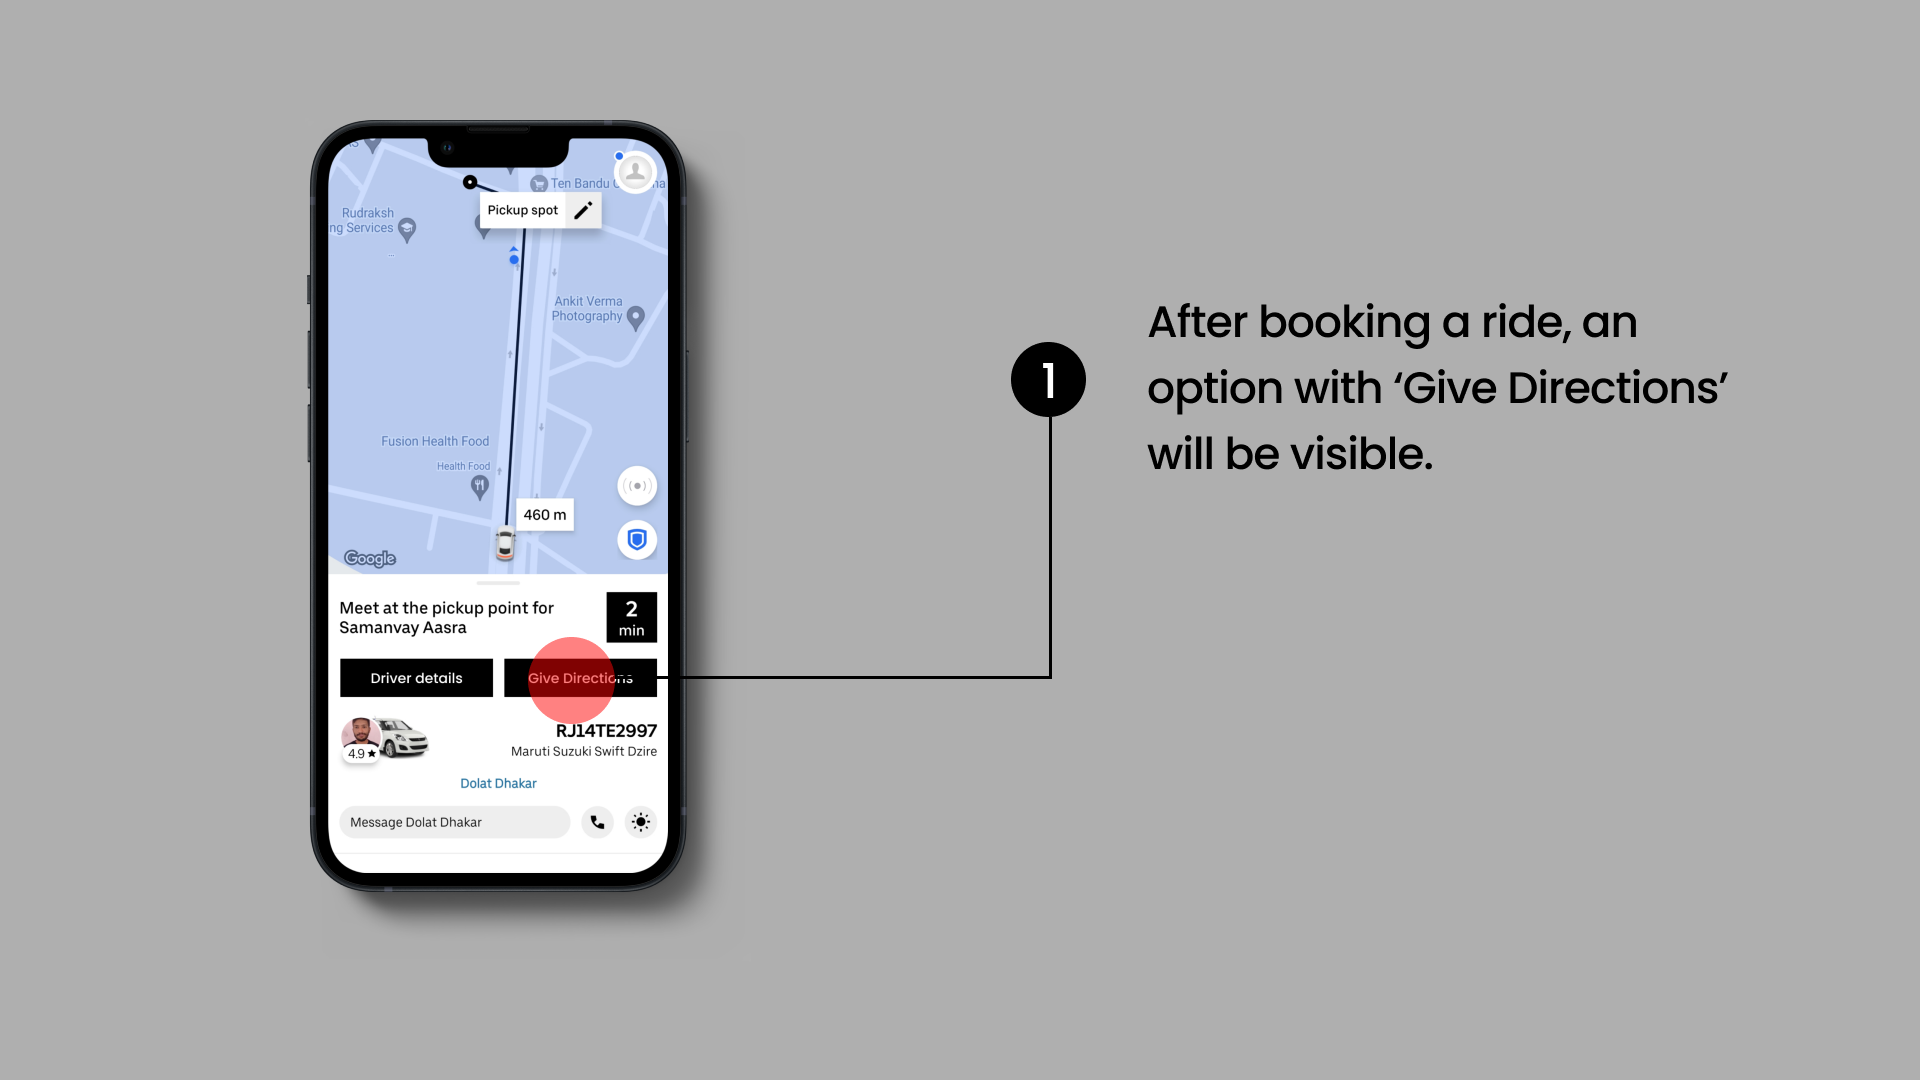 Ten Bandu
Pickup spot
Rudraksh
ng Services
Ankit Verma
Photography
Fusion Health Food
Health Food
460 m
Google
Meet at the pickup point for
Samanvay Aasra
2
min
Driver details
Give Directions
RJ14TE2997
4.9 ★
Maruti Suzuki Swift Dzire
Dolat Dhakar
Message Dolat Dhakar
1
After booking a ride, an
option with ‘Give Directions’
will be visible.